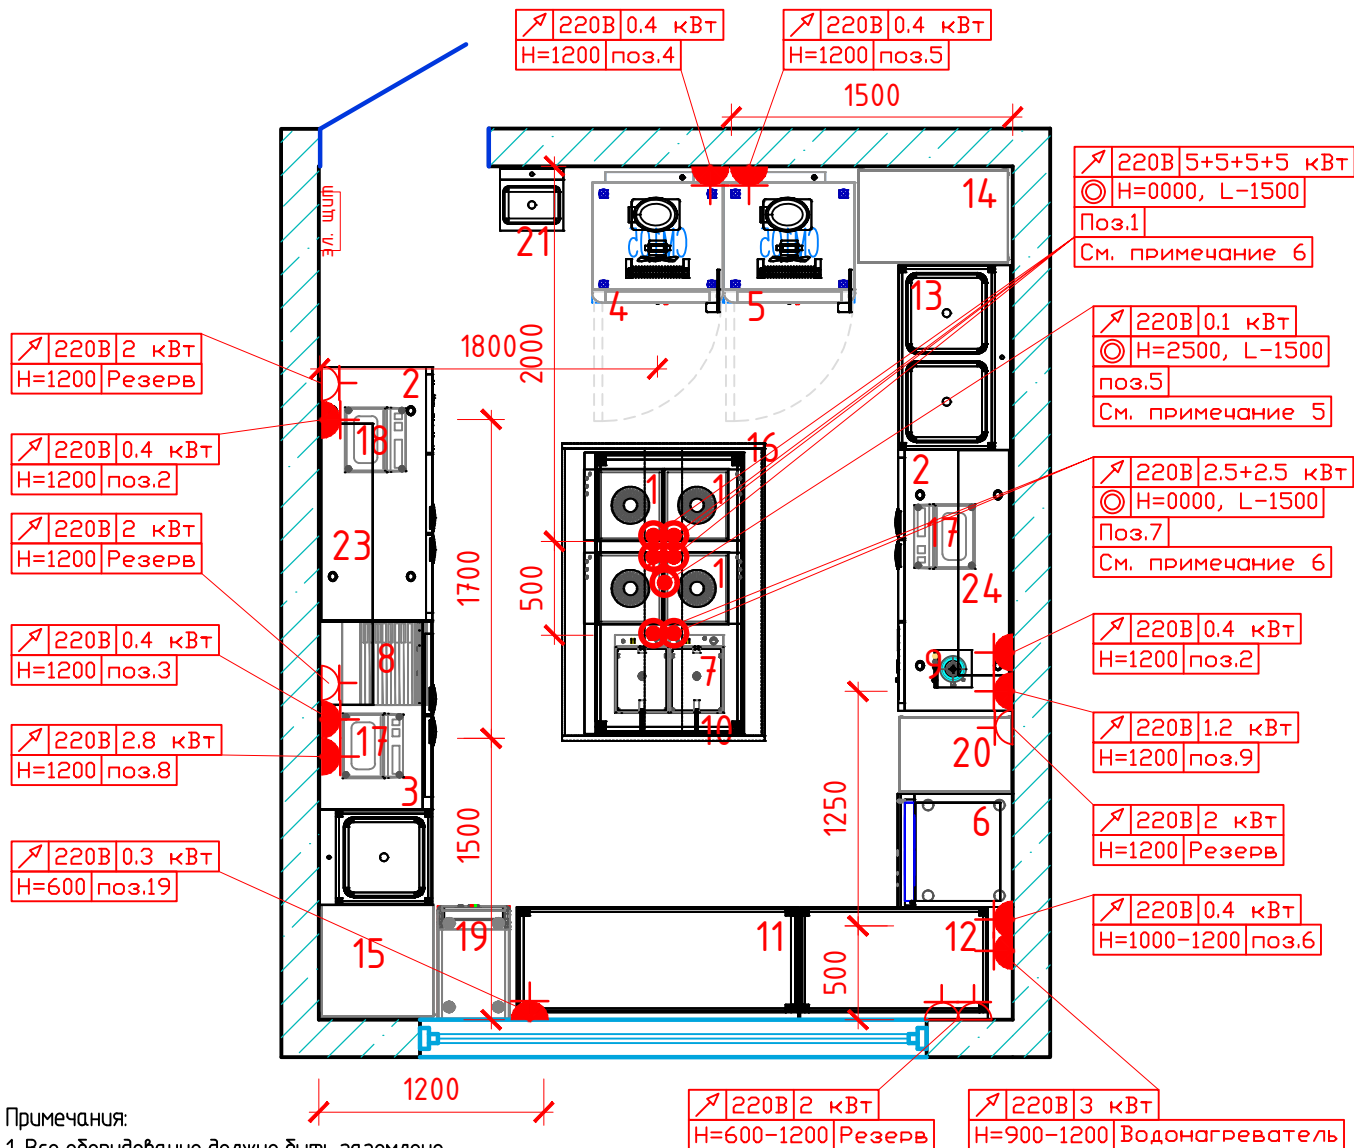 220В 0.4 кВт
H=1200 поз.4
220В 0.4 кВт
H=1200 поз.5
1500
220В 5+5+5+5 кВт
H=0000, L-1500
Поз.1
См. примечание 6
14
21
4
5
13
220В 0.1 кВт
H=2500, L-1500
поз.5
См. примечание 5
220В 2 кВт
H=1200 Резерв
1800
2000
2
18
220В 0.4 кВт
H=1200 поз.2
16
1
1
2
17
220В 2.5+2.5 кВт
H=0000, L-1500
Поз.7
См. примечание 6
220В 2 кВт
H=1200 Резерв
23
1700
500
1
24
220В 0.4 кВт
H=1200 поз.3
8
7
9
220В 0.4 кВт
H=1200 поз.2
220В 2.8 кВт
H=1200 поз.8
17
3
10
20
220В 1.2 кВт
H=1200 поз.9
1500
1250
6
220В 2 кВт
H=1200 Резерв
220В 0.3 кВт
H=600 поз.19
15
19
11
12
500
220В 0.4 кВт
H=1000-1200 поз.6
1200
220В 2 кВт
H=600-1200 Резерв
220В 3 кВт
H=900-1200 Водонагреватель
Примечания:
1. Все оборудование должно быть заземлено